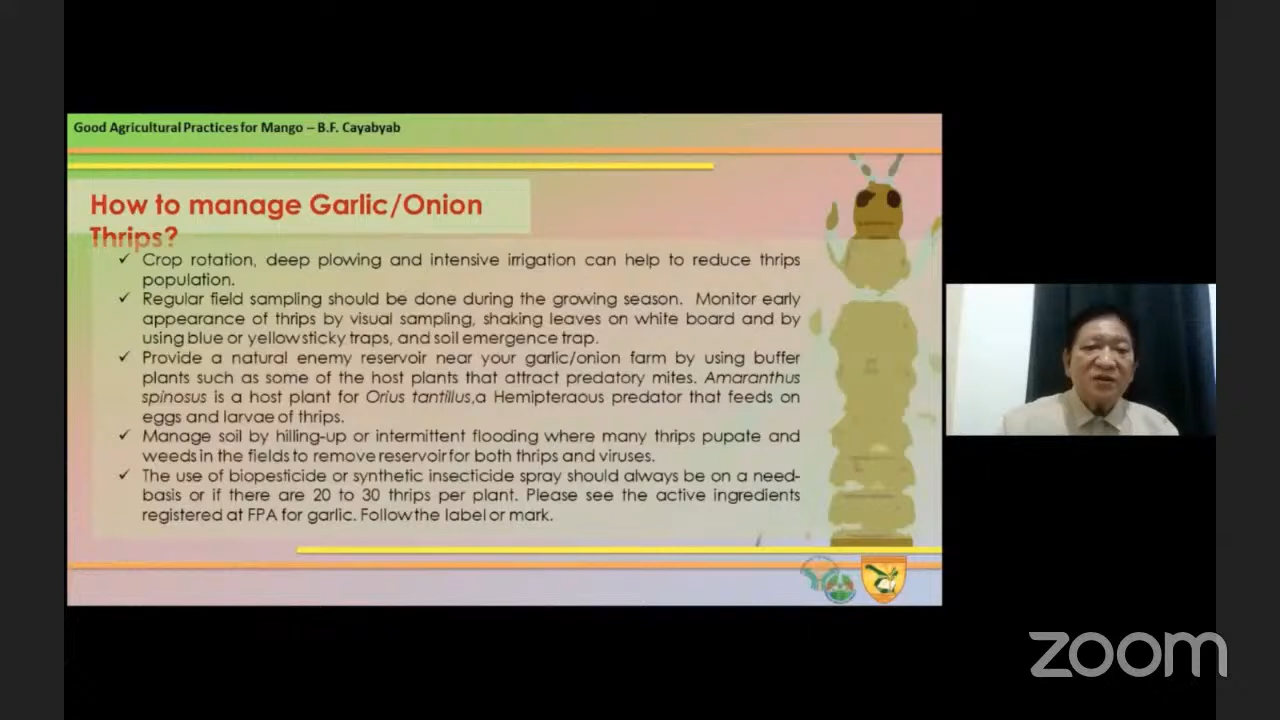 Good Agricultural Practices for Mango – B.F. Cayabyab
How to manage Garlic/Onion
Thrips?
✓ Crop rotation, deep plowing and intensive irrigation can help to reduce thrips
population.
✓ Regular field sampling should be done during the growing season. Monitor early
appearance of thrips by visual sampling, shaking leaves on white board and by
using blue or yellow sticky traps, and soil emergence trap.
✓ Provide a natural enemy reservoir near your garlic/onion farm by using buffer
plants such as some of the host plants that attract predatory mites. Amaranthus
spinosus is a host plant for Orius tantillus,a Hemipteraous predator that feeds on
eggs and larvae of thrips.
✓ Manage soil by hilling-up or intermittent flooding where many thrips pupate and
weeds in the fields to remove reservoir for both thrips and viruses.
✓ The use of biopesticide or synthetic insecticide spray should always be on a need-
basis or if there are 20 to 30 thrips per plant. Please see the active ingredients
registered at FPA for garlic. Follow the label or mark.
zoom